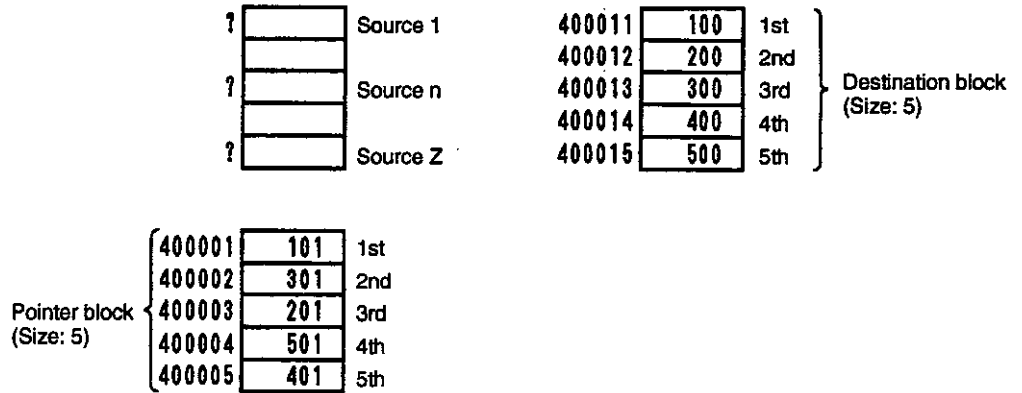 ? Source 1
? Source n
? Source Z
400011 100 1st
400012 200 2nd
400013 300 3rd
400014 400 4th
400015 500 5th
Destination block
(Size: 5)
Pointer block
(Size: 5)
400001 101 1st
400002 301 2nd
400003 201 3rd
400004 501 4th
400005 401 5th